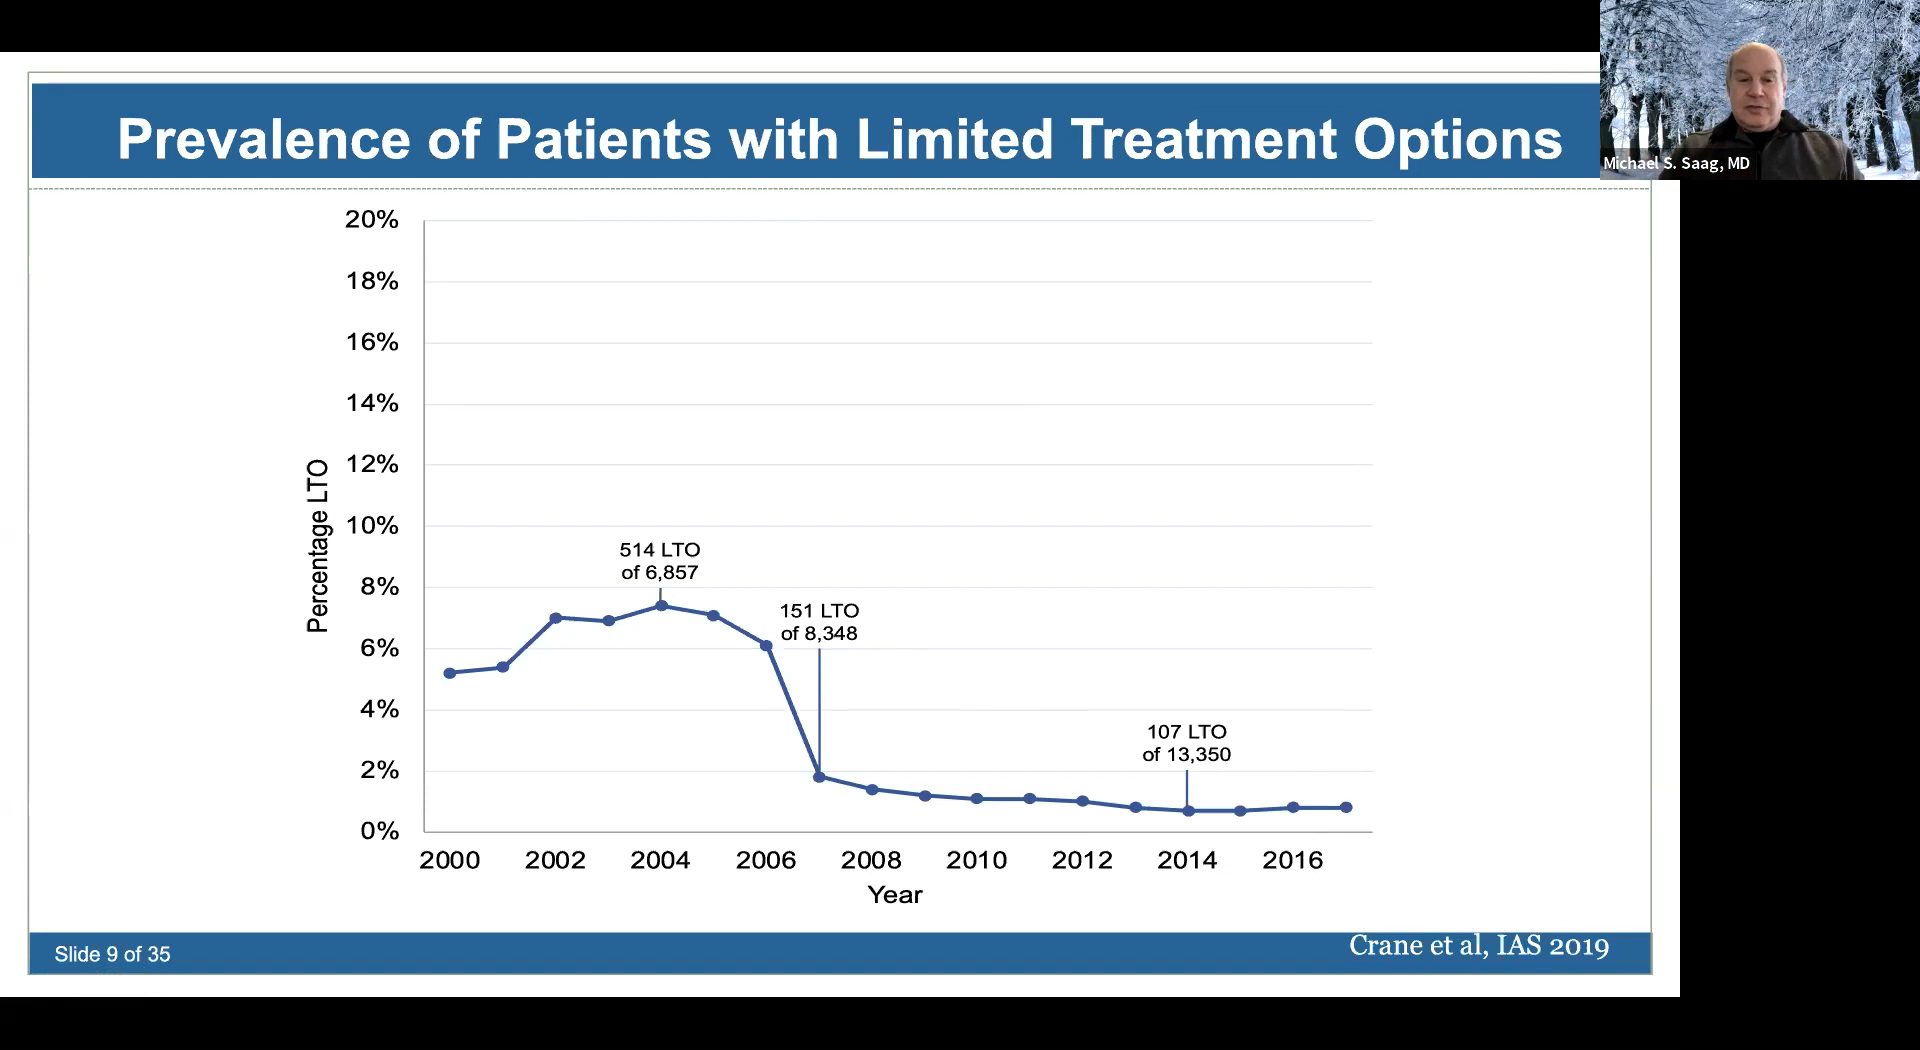 Prevalence of Patients with Limited Treatment Options
Michael S. Saag, MD
20%
18%
16%
14%
12%
10%
8%
6%
4%
2%
0%
Percentage LTO
514 LTO
of 6,857
151 LTO
of 8,348
107 LTO
of 13,350
2000 2002 2004 2006 2008 2010 2012 2014 2016
Year
Slide 9 of 35
Crane et al, IAS 2019